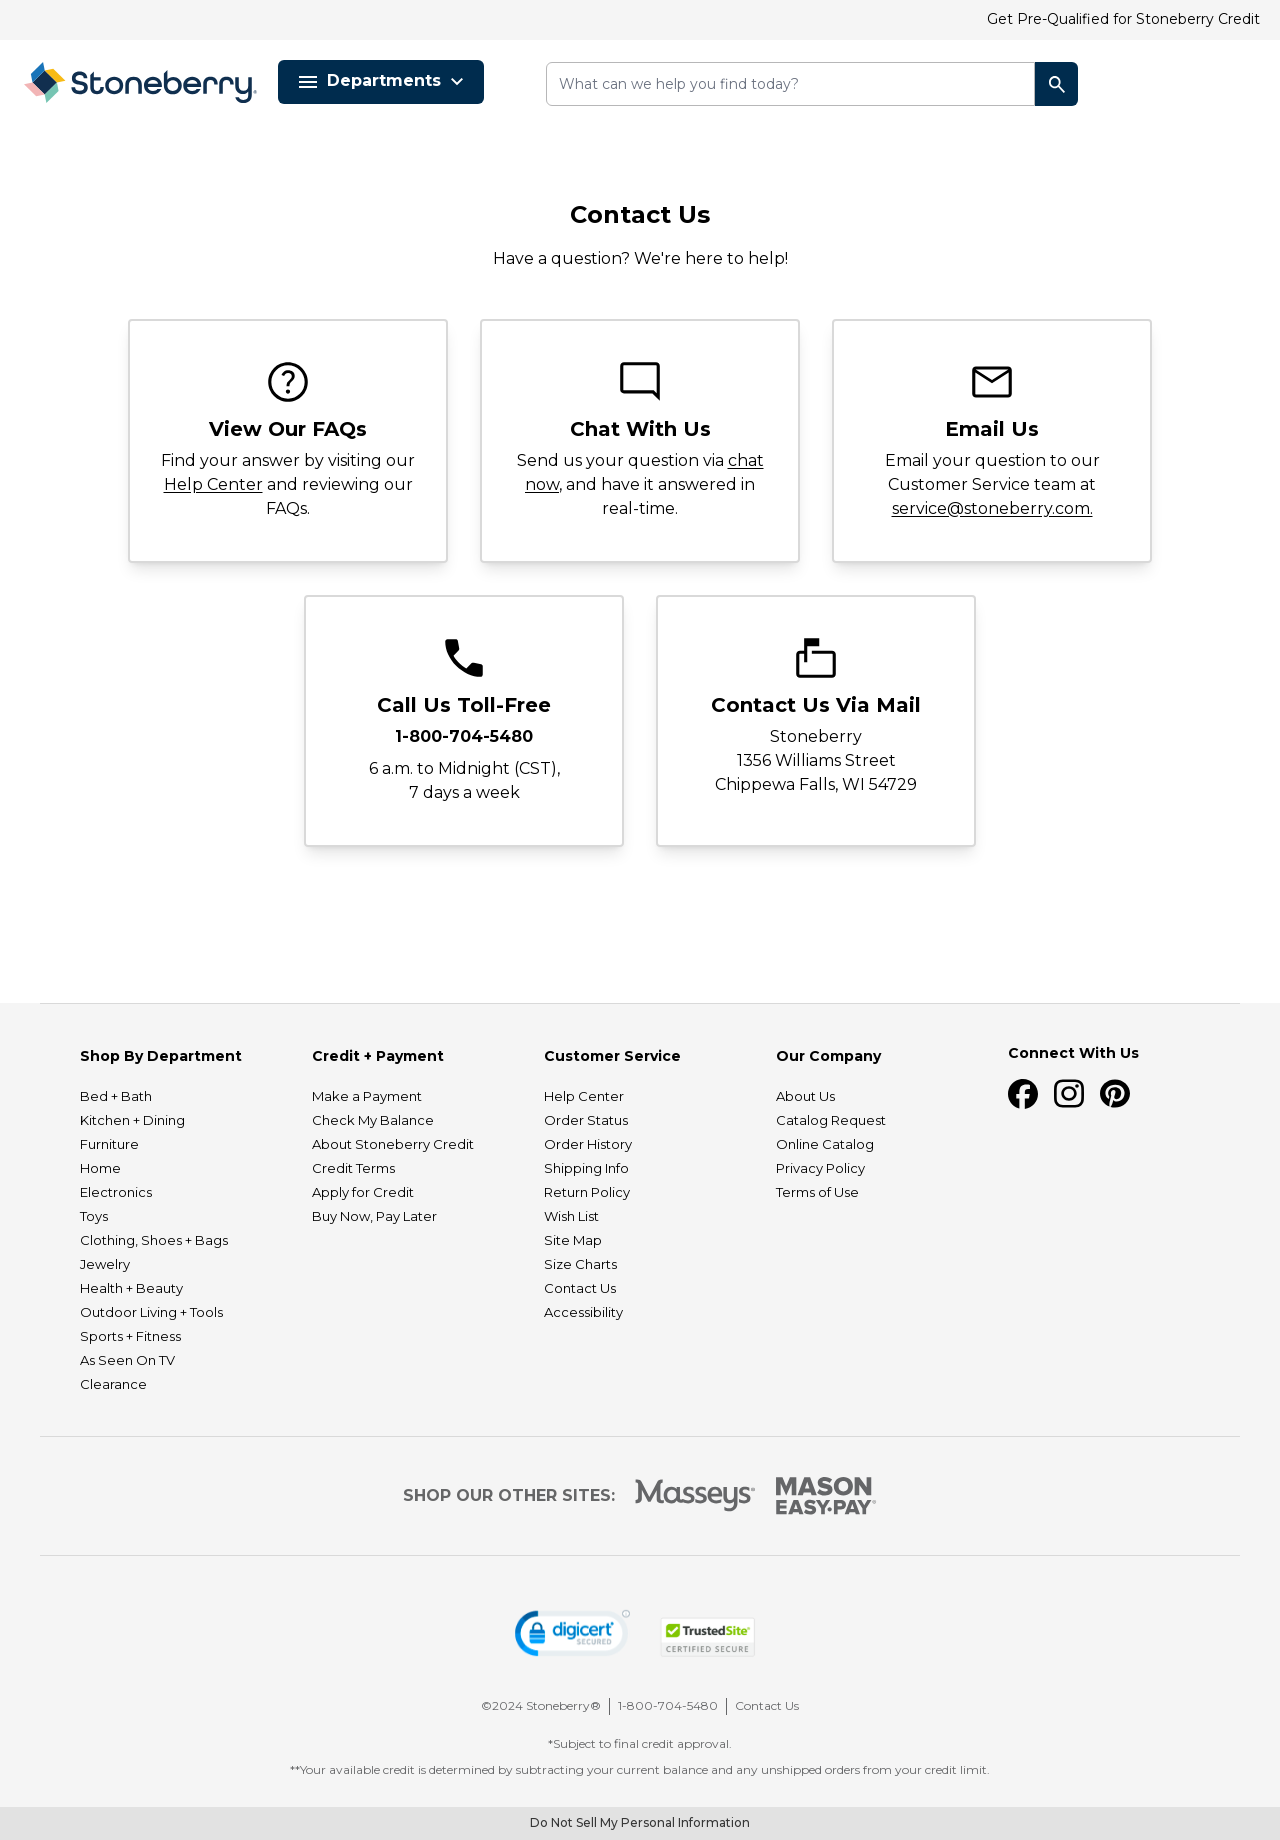 Get Pre-Qualified for Stoneberry Credit
Stoneberry
Departments
What can we help you find today?
Contact Us
Have a question? We're here to help!
View Our FAQs
Find your answer by visiting our
Help Center and reviewing our
FAQs.
Chat With Us
Send us your question via chat
now, and have it answered in
real-time.
Email Us
Email your question to our
Customer Service team at
service@stoneberry.com.
Call Us Toll-Free
1-800-704-5480
6 a.m. to Midnight (CST),
7 days a week
Contact Us Via Mail
Stoneberry
1356 Williams Street
Chippewa Falls, WI 54729
Shop By Department
Bed + Bath
Kitchen + Dining
Furniture
Home
Electronics
Toys
Clothing, Shoes + Bags
Jewelry
Health + Beauty
Outdoor Living + Tools
Sports + Fitness
As Seen On TV
Clearance
Credit + Payment
Make a Payment
Check My Balance
About Stoneberry Credit
Credit Terms
Apply for Credit
Buy Now, Pay Later
Customer Service
Help Center
Order Status
Order History
Shipping Info
Return Policy
Wish List
Site Map
Size Charts
Contact Us
Accessibility
Our Company
About Us
Catalog Request
Online Catalog
Privacy Policy
Terms of Use
Connect With Us
SHOP OUR OTHER SITES:
Masseys®
MASON
EASY•PAY®
digicert®
SECURED
TrustedSite®
CERTIFIED SECURE
©2024 Stoneberry® | 1-800-704-5480 | Contact Us
*Subject to final credit approval.
**Your available credit is determined by subtracting your current balance and any unshipped orders from your credit limit.
Do Not Sell My Personal Information